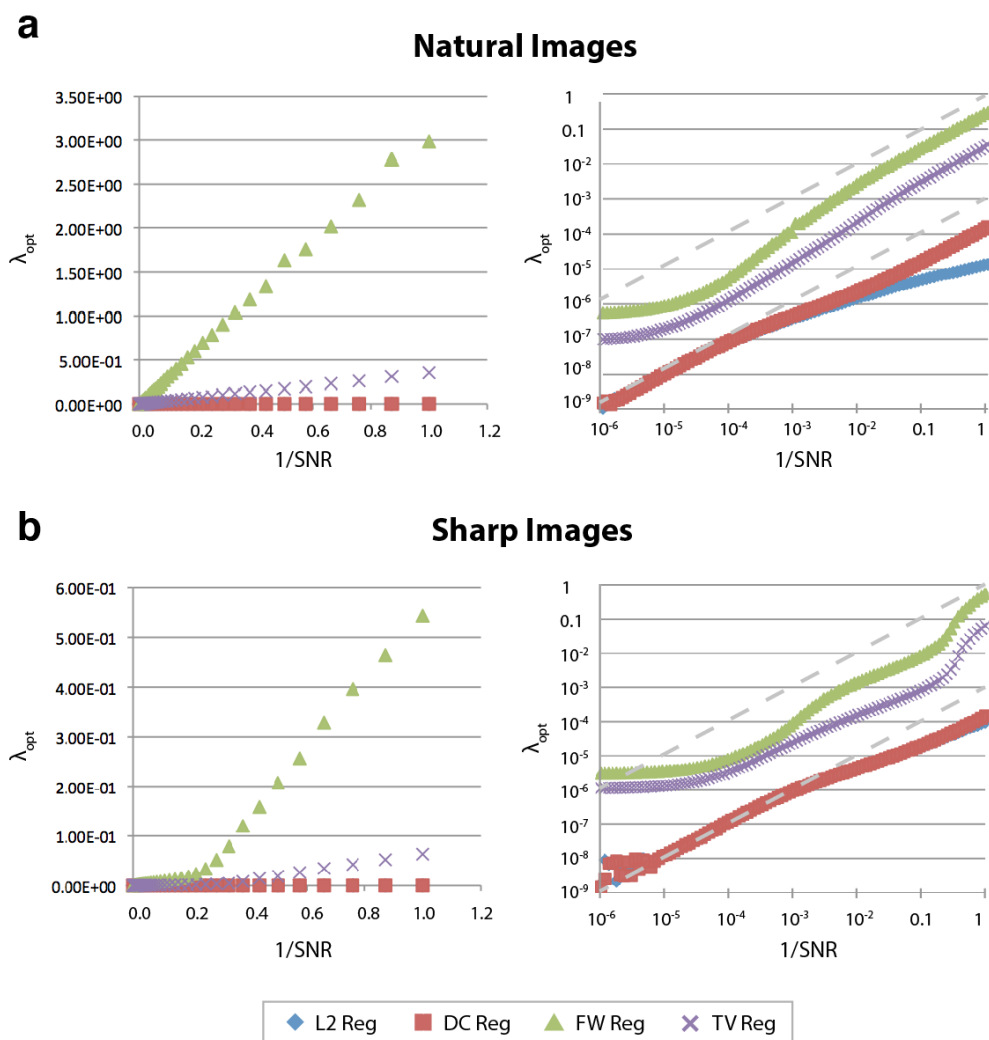 a
Natural Images
3.50E+00
3.00E+00
2.50E+00
2.00E+00
1.50E+00
1.00E+00
5.00E-01
0.00E+00
λopt
0.0 0.2 0.4 0.6 0.8 1.0 1.2
1/SNR
1
0.1
10-2
10-3
10-4
10-5
10-6
10-7
10-8
10-9
λopt
10-6 10-5 10-4 10-3 10-2 0.1 1
1/SNR
b
Sharp Images
6.00E-01
5.00E-01
4.00E-01
3.00E-01
2.00E-01
1.00E-01
0.00E+00
λopt
0.0 0.2 0.4 0.6 0.8 1.0 1.2
1/SNR
1
0.1
10-2
10-3
10-4
10-5
10-6
10-7
10-8
10-9
λopt
10-6 10-5 10-4 10-3 10-2 0.1 1
1/SNR
L2 Reg DC Reg FW Reg TV Reg